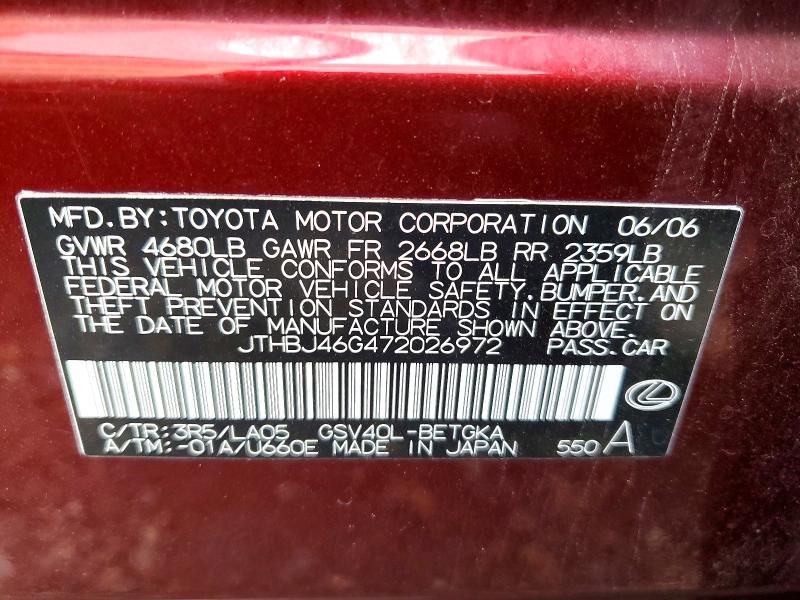 MFD.BY:TOYOTA MOTOR CORPORATION 06/06
GVWR 4680LB GAWR FR 2668LB RR 2359LB
THIS VEHICLE CONFORMS TO ALL APPLICABLE
FEDERAL MOTOR VEHICLE SAFETY.BUMPER.AND
THEFT PREVENTION STANDARDS IN EFFECT ON
THE DATE OF MANUFACTURE SHOWN ABOVE.
JTHBJ46G472026972 PASS.CAR
C/TR:3R5/LA05 GSV40L-BETGKA
A/TM:-01A/U660E MADE IN JAPAN 550 A U